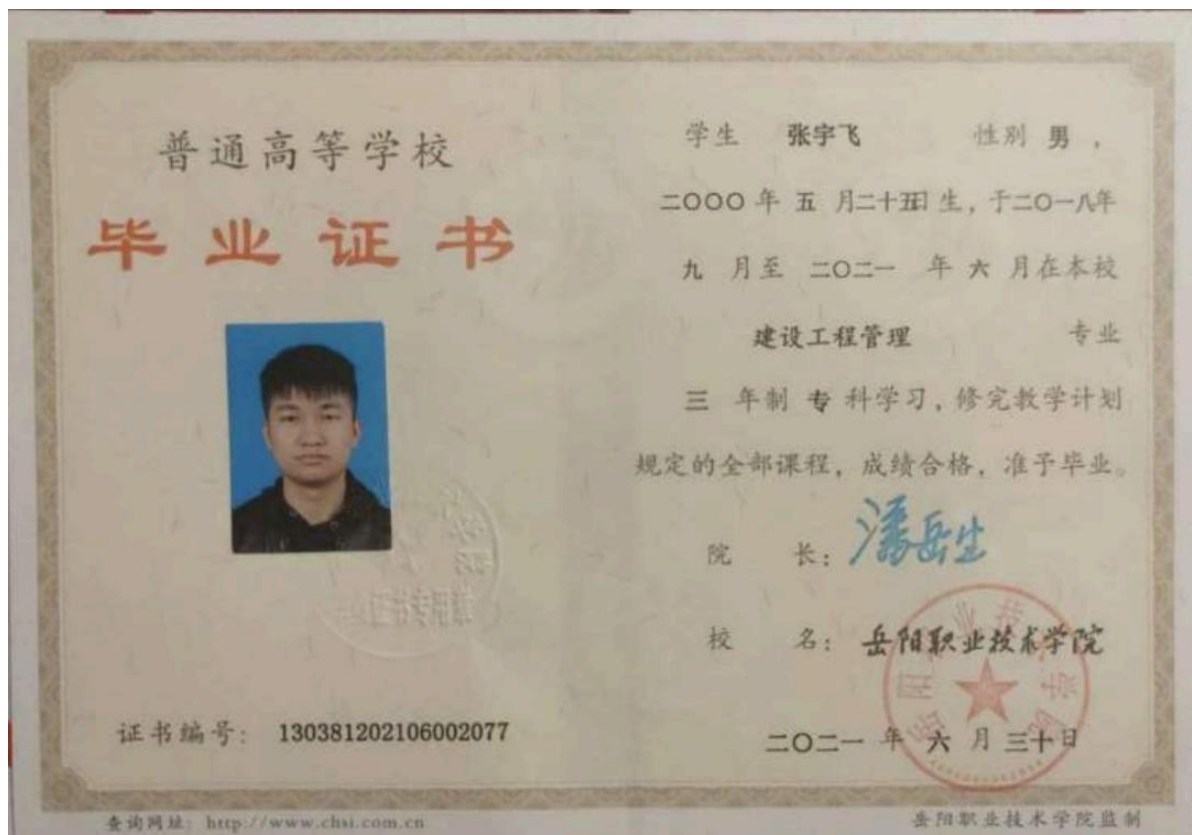 普通高等学校
毕业证书
证书编号： 130381202106002077
查询网址：http://www.chsi.com.cn
学生 张宇飞 性别 男，
二〇〇〇年 五 月二十五日生，于二〇一八年
九 月至 二〇二一 年 六 月在本校
建设工程管理 专业
三 年制 专 科学习，修完教学计划
规定的全部课程，成绩合格，准予毕业。
院 长：潘岳生
校 名：岳阳职业技术学院
二〇二一 年 六 月 三十日
岳阳职业技术学院监制